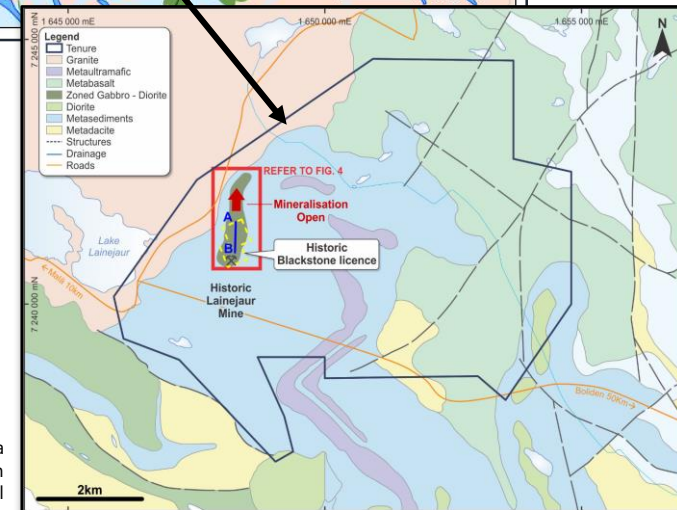 1 645 000 mE
1 650 000 mE
1 655 000 mE
7 245 000 mN
N
Legend
Tenure
Granite
Metaultramafic
Metabasalt
Zoned Gabbro - Diorite
Diorite
Metasediments
Metadacite
Structures
Drainage
Roads
REFER TO FIG. 4
Mineralisation
Open
A
B
Historic
Blackstone licence
Lake
Lainejaur
←Malå 10km
Historic
Lainejaur
Mine
7 240 000 mN
Boliden 50Km→
2km
a